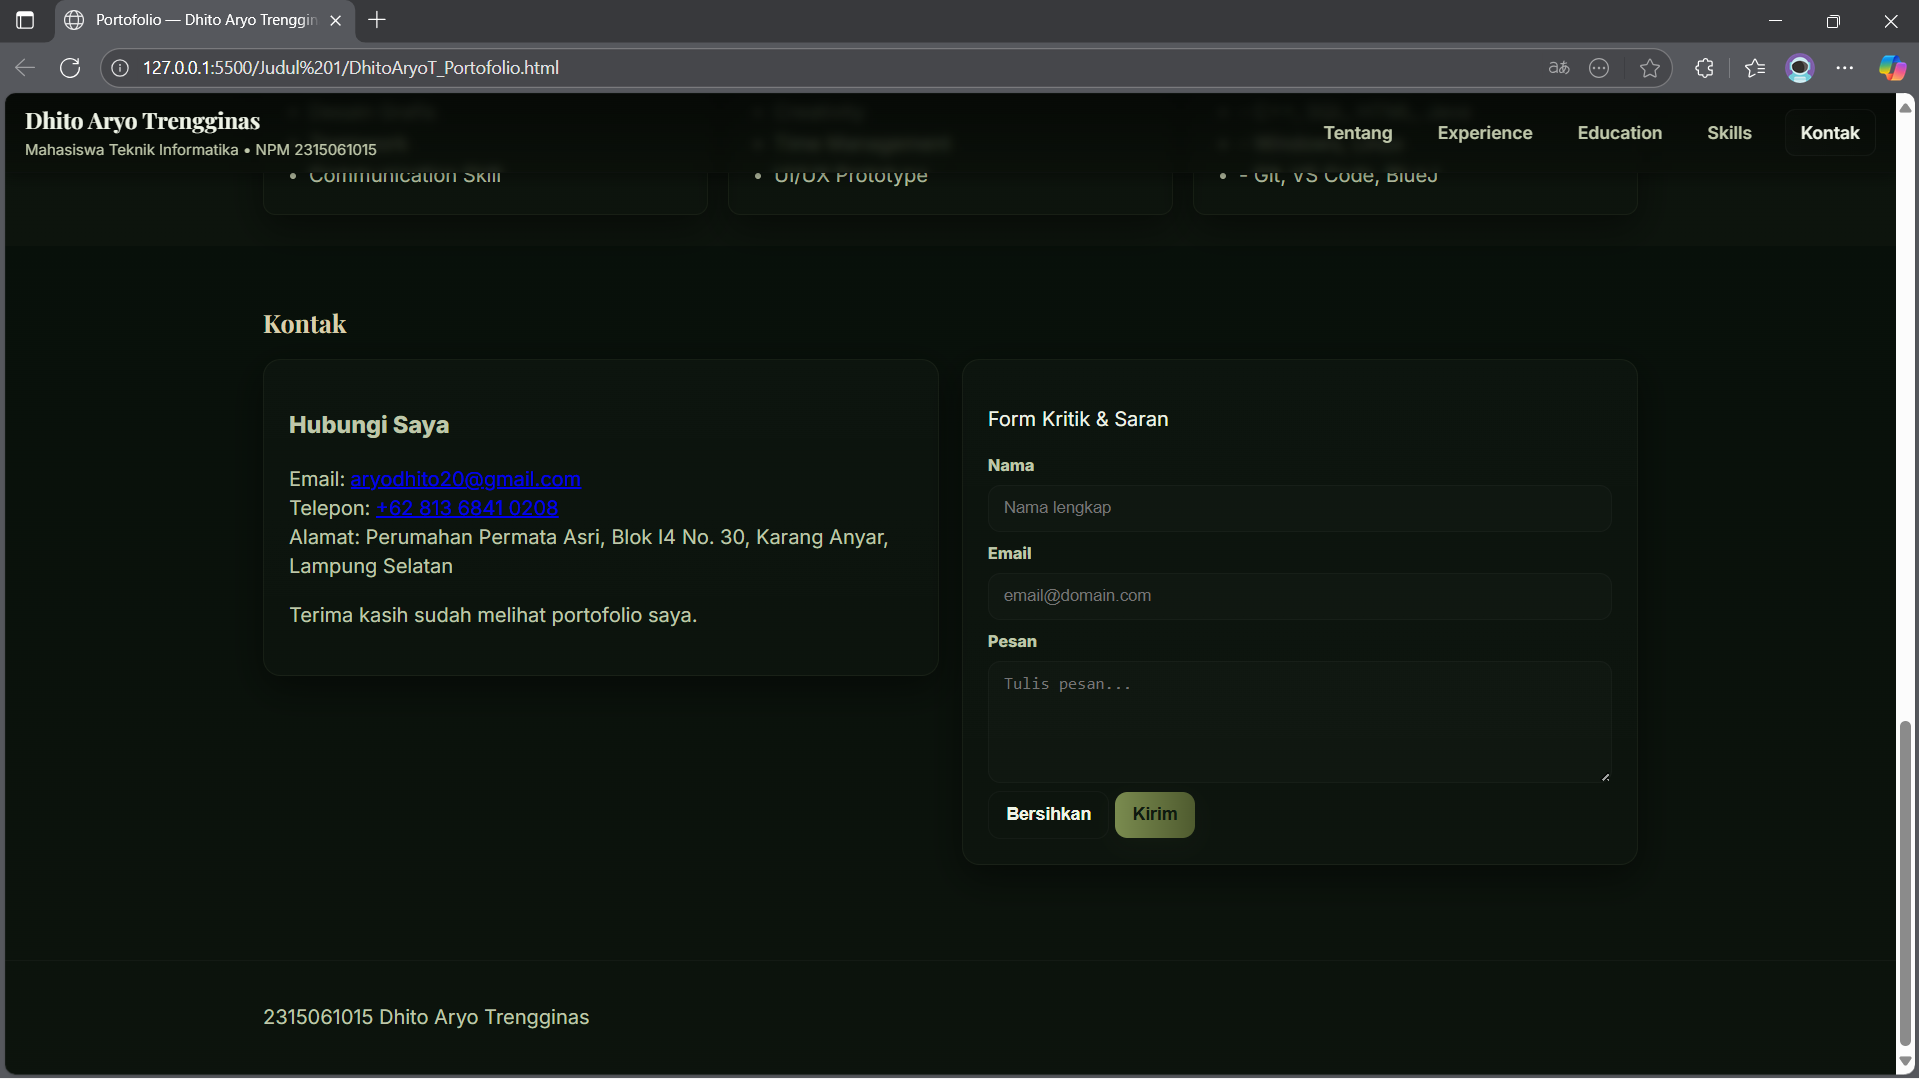 Portofolio — Dhito Aryo Trenggin
127.0.0.1:5500/Judul%201/DhitoAryoT_Portofolio.html
Dhito Aryo Trengginas
Mahasiswa Teknik Informatika • NPM 2315061015
Tentang
Experience
Education
Skills
Kontak
• Communication Skill
• UI/UX Prototype
• - Git, VS Code, BlueJ
Kontak
Hubungi Saya
Email: aryodhito20@gmail.com
Telepon: +62 813 6841 0208
Alamat: Perumahan Permata Asri, Blok I4 No. 30, Karang Anyar,
Lampung Selatan
Terima kasih sudah melihat portofolio saya.
Form Kritik & Saran
Nama
Nama lengkap
Email
email@domain.com
Pesan
Tulis pesan...
Bersihkan
Kirim
2315061015 Dhito Aryo Trengginas